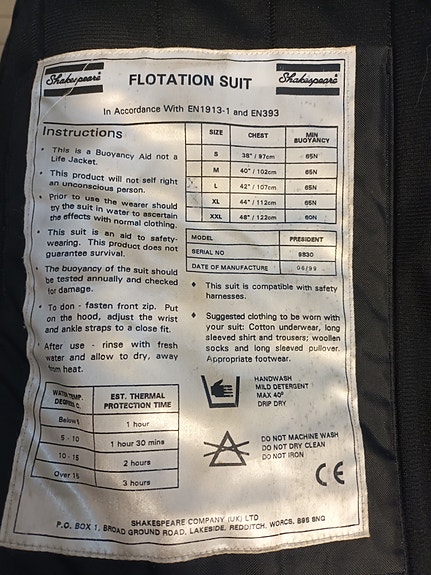 Shakespeare
FLOTATION SUIT
Shakespeare
In Accordance With EN1913-1 and EN393
Instructions
• This is a Buoyancy Aid not a
Life Jacket.
• This product will not self right
an unconscious person.
• Prior to use the wearer should
try the suit in water to ascertain
the effects with normal clothing.
• This suit is an aid to safety-
wearing. This product does not
guarantee survival.
• The buoyancy of the suit should
be tested annually and checked
for damage.
• To don - fasten front zip. Put
on the hood, adjust the wrist
and ankle straps to a close fit.
After use - rinse with fresh
water and allow to dry, away
from heat.
WATER TEMP. DEGREES C. EST. THERMAL PROTECTION TIME
Below 5 1 hour
5 - 10 1 hour 30 mins
10 - 15 2 hours
Over 15 3 hours
SIZE CHEST MIN BUOYANCY
S 38" / 97cm 65N
M 40" / 102cm 65N
L 42" / 107cm 65N
XL 44" / 112cm 65N
XXL 48" / 122cm 60N
MODEL PRESIDENT
SERIAL NO 9830
DATE OF MANUFACTURE 06/99
♦ This suit is compatible with safety
harnesses.
♦ Suggested clothing to be worn with
your suit: Cotton underwear, long
sleeved shirt and trousers; woollen
socks and long sleeved pullover.
Appropriate footwear.
HANDWASH
MILD DETERGENT
MAX 40°
DRIP DRY
DO NOT MACHINE WASH
DO NOT DRY CLEAN
DO NOT IRON
CE
SHAKESPEARE COMPANY (UK) LTD
P.O. BOX 1, BROAD GROUND ROAD, LAKESIDE, REDDITCH, WORCS. B98 8NQ